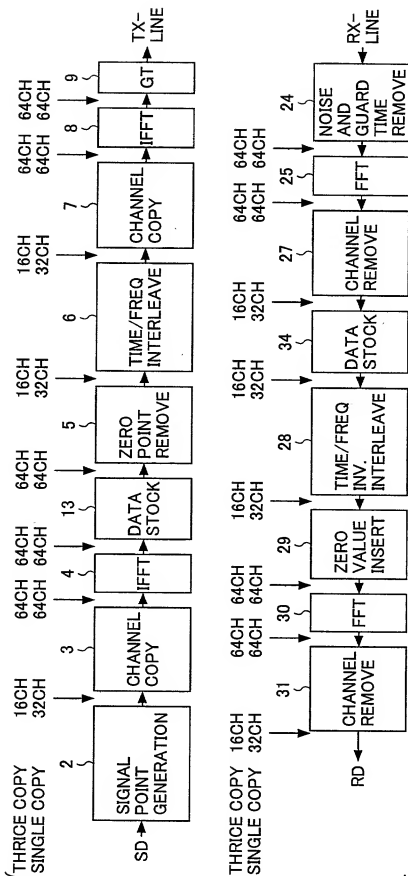 THRICE COPY 16CH 64CH 64CH 64CH 16CH 16CH 64CH 64CH
SINGLE COPY 32CH 64CH 64CH 64CH 32CH 32CH 64CH 64CH
2 3 4 13 5 6 7 8 9
SD
SIGNAL
POINT
GENERATION
CHANNEL
COPY
IFFT
DATA
STOCK
ZERO
POINT
REMOVE
TIME/FREQ
INTERLEAVE
CHANNEL
COPY
IFFT
GT
TX-
LINE
THRICE COPY 16CH 64CH 64CH 16CH 16CH 16CH 64CH 64CH
SINGLE COPY 32CH 64CH 64CH 32CH 32CH 32CH 64CH 64CH
31 30 29 28 34 27 25 24
RD
CHANNEL
REMOVE
FFT
ZERO
VALUE
INSERT
TIME/FREQ
INV.
INTERLEAVE
DATA
STOCK
CHANNEL
REMOVE
FFT
NOISE
AND
GUARD
TIME
REMOVE
RX-
LINE